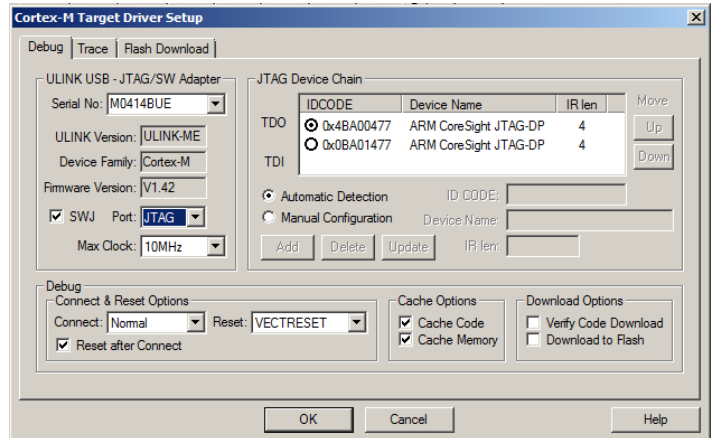 Cortex-M Target Driver Setup
Debug Trace Flash Download
ULINK USB - JTAG/SW Adapter
Serial No: M0414BUE
ULINK Version: ULINK-ME
Device Family: Cortex-M
Firmware Version: V1.42
SWJ Port: JTAG
Max Clock: 10MHz
JTAG Device Chain
IDCODE Device Name IR len Move
TDO 0x4BA00477 ARM CoreSight JTAG-DP 4 Up
TDI 0x0BA01477 ARM CoreSight JTAG-DP 4 Down
Automatic Detection ID CODE:
Manual Configuration Device Name:
Add Delete Update IR len:
Debug
Connect & Reset Options
Connect: Normal Reset: VECTRESET
Reset after Connect
Cache Options
Cache Code
Cache Memory
Download Options
Verify Code Download
Download to Flash
OK Cancel Help